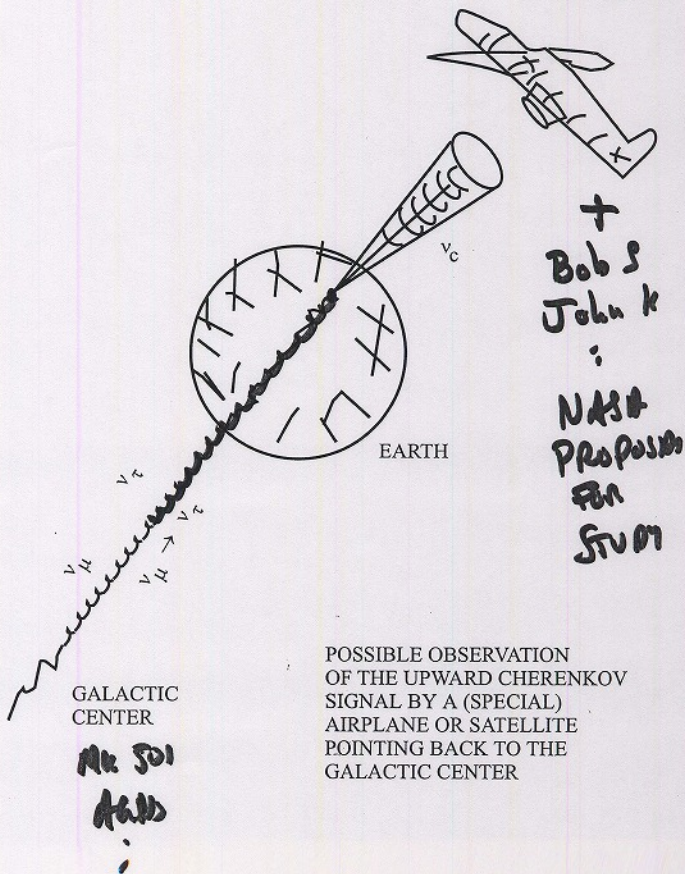 ν_c
+
Bob S
John K
:
NASA
PROPOSAL
FOR
STUDY
EARTH
ν_τ
ν_μ → ν_τ
ν_μ
GALACTIC
CENTER
MK 501
AGNS
:
POSSIBLE OBSERVATION
OF THE UPWARD CHERENKOV
SIGNAL BY A (SPECIAL)
AIRPLANE OR SATELLITE
POINTING BACK TO THE
GALACTIC CENTER